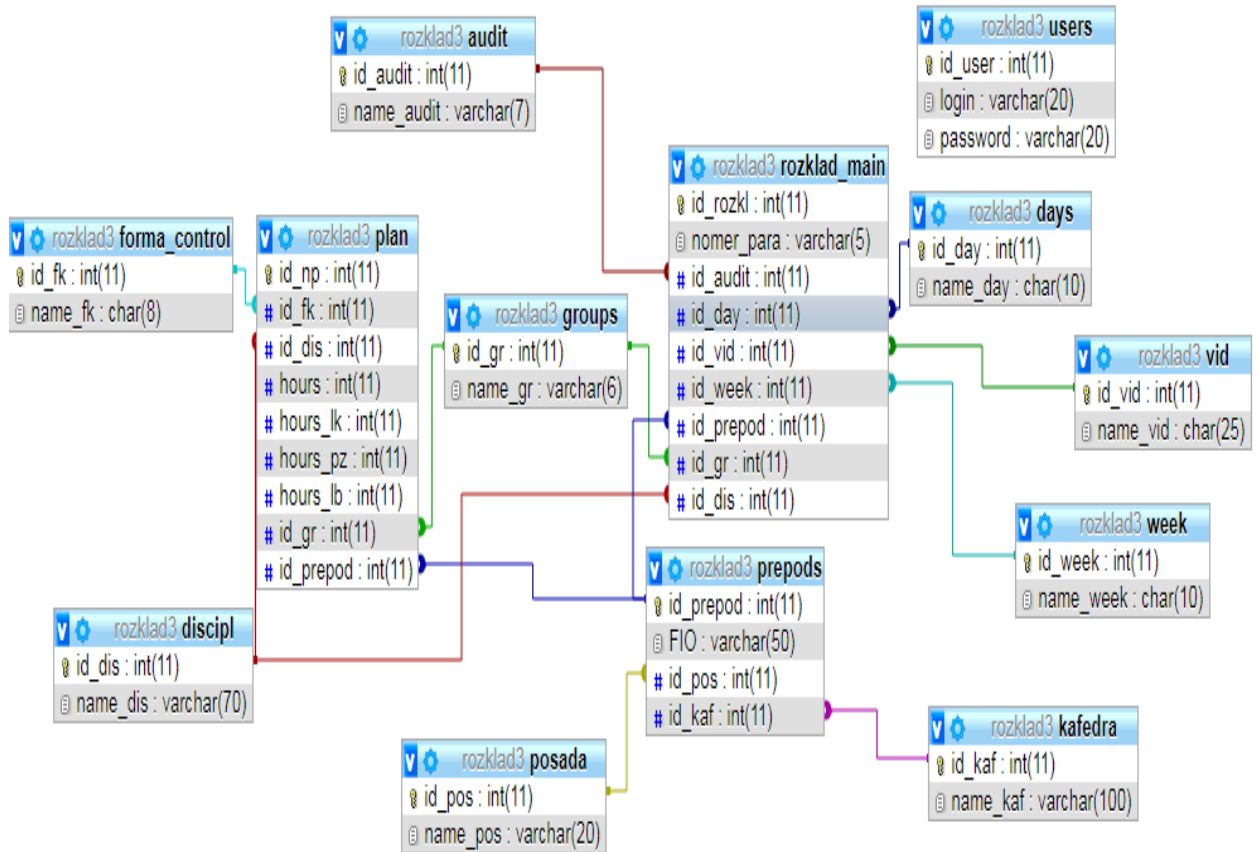 rozklad3 audit
id_audit : int(11)
name_audit : varchar(7)
rozklad3 users
id_user : int(11)
login : varchar(20)
password : varchar(20)
rozklad3 rozklad_main
id_rozkl : int(11)
nomer_para : varchar(5)
id_audit : int(11)
id_day : int(11)
id_vid : int(11)
id_week : int(11)
id_prepod : int(11)
id_gr : int(11)
id_dis : int(11)
rozklad3 days
id_day : int(11)
name_day : char(10)
rozklad3 forma_control
id_fk : int(11)
name_fk : char(8)
rozklad3 plan
id_np : int(11)
id_fk : int(11)
id_dis : int(11)
hours : int(11)
hours_lk : int(11)
hours_pz : int(11)
hours_lb : int(11)
id_gr : int(11)
id_prepod : int(11)
rozklad3 groups
id_gr : int(11)
name_gr : varchar(6)
rozklad3 vid
id_vid : int(11)
name_vid : char(25)
rozklad3 week
id_week : int(11)
name_week : char(10)
rozklad3 prepods
id_prepod : int(11)
FIO : varchar(50)
id_pos : int(11)
id_kaf : int(11)
rozklad3 discipl
id_dis : int(11)
name_dis : varchar(70)
rozklad3 kafedra
id_kaf : int(11)
name_kaf : varchar(100)
rozklad3 posada
id_pos : int(11)
name_pos : varchar(20)